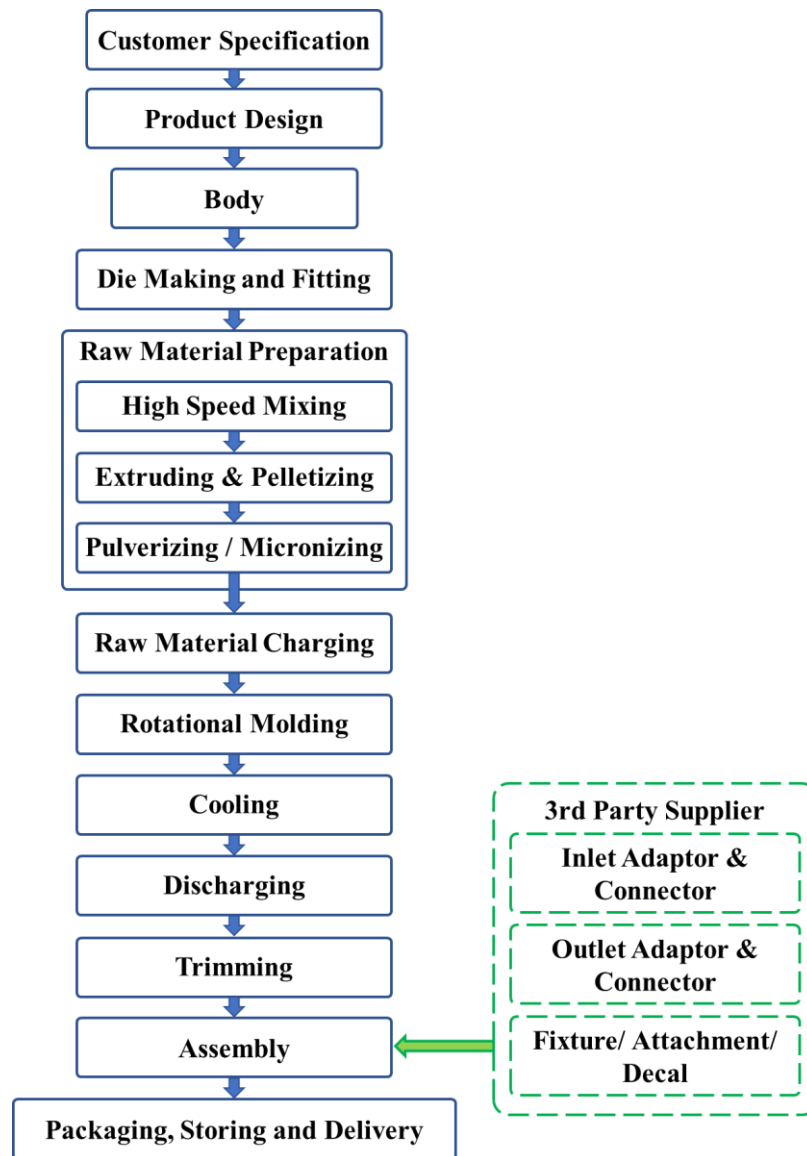 Customer Specification
Product Design
Body
Die Making and Fitting
Raw Material Preparation
High Speed Mixing
Extruding & Pelletizing
Pulverizing / Micronizing
Raw Material Charging
Rotational Molding
Cooling
Discharging
Trimming
Assembly
Packaging, Storing and Delivery
3rd Party Supplier
Inlet Adaptor &
Connector
Outlet Adaptor &
Connector
Fixture/ Attachment/
Decal